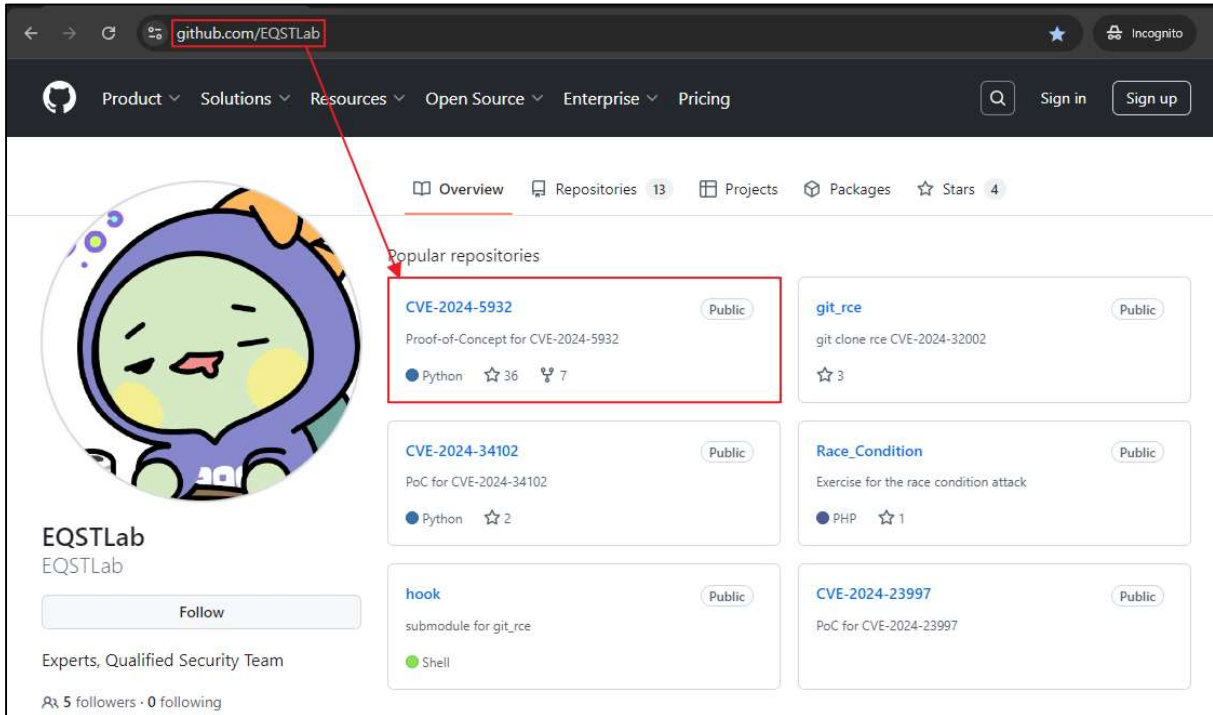 github.com/EQSTLab
Incognito
Product Solutions Resources Open Source Enterprise Pricing
Sign in
Sign up
Overview Repositories 13 Projects Packages Stars 4
Popular repositories
CVE-2024-5932 Public
Proof-of-Concept for CVE-2024-5932
Python 36 7
git_rce Public
git clone rce CVE-2024-32002
3
CVE-2024-34102 Public
PoC for CVE-2024-34102
Python 2
Race_Condition Public
Exercise for the race condition attack
PHP 1
hook Public
submodule for git_rce
Shell
CVE-2024-23997 Public
PoC for CVE-2024-23997
EQSTLab
EQSTLab
Follow
Experts, Qualified Security Team
5 followers · 0 following